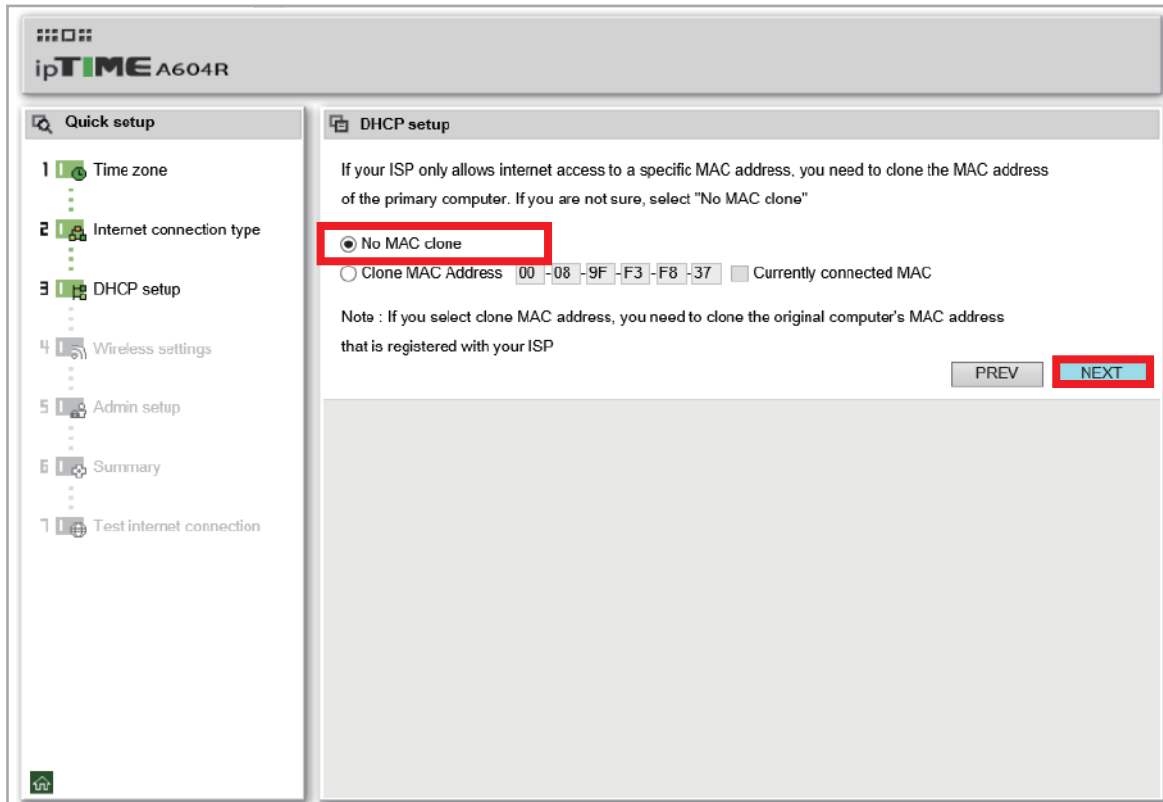 ipTIME A604R
Quick setup
1 Time zone
2 Internet connection type
3 DHCP setup
4 Wireless settings
5 Admin setup
6 Summary
7 Test internet connection
DHCP setup
If your ISP only allows internet access to a specific MAC address, you need to clone the MAC address
of the primary computer. If you are not sure, select "No MAC clone"
No MAC clone
Clone MAC Address 00 - 08 - 9F - F3 - F8 - 37 Currently connected MAC
Note : If you select clone MAC address, you need to clone the original computer's MAC address
that is registered with your ISP
PREV NEXT